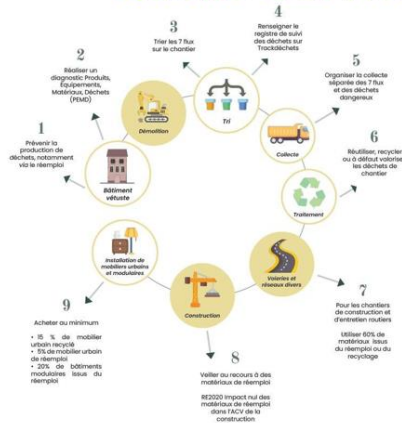 3
Trier les 7 flux
sur le chantier
4
Renseigner le
registre de suivi
des déchets sur
Trackdéchets
2
Réaliser un
diagnostic Produits,
Equipements,
Matériaux, Déchets
(PEMD)
5
Organiser la collecte
séparée des 7 flux
et des déchets
dangereux
1
Prévenir la
production de
déchets, notamment
via le réemploi
6
Réutiliser, recycler
ou à défaut valoriser
les déchets de
chantier
Démolition
Tri
Collecte
Bâtiment
vétuste
Traitement
Installation de
mobiliers urbains
et modulaires
Construction
Voieries et
réseaux divers
9
Acheter au minimum
• 15 % de mobilier
urbain recyclé
• 5% de mobilier urbain
de réemploi
• 20% de bâtiments
modulaires issus du
réemploi
8
Veiller au recours à des
matériaux de réemploi
RE2020 Impact nul des
matériaux de réemploi
dans l'ACV de la
construction
7
Pour les chantiers
de construction et
d'entretien routiers
Utiliser 60% de
matériaux issus
du réemploi ou du
recyclage